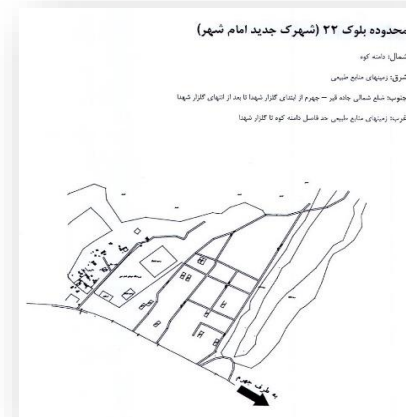 محدوده بلوک ۲۲ (شهرک جدید امام شهر)
شمال: دامنه کوه
شرق: زمینهای منابع طبیعی
جنوب: ضلع شمالی جاده قیر – جهرم از ابتدای گلزار شهدا تا بعد از انتهای گلزار شهدا
غرب: زمینهای منابع طبیعی حد فاصل دامنه کوه تا گلزار شهدا
به طرف جهرم